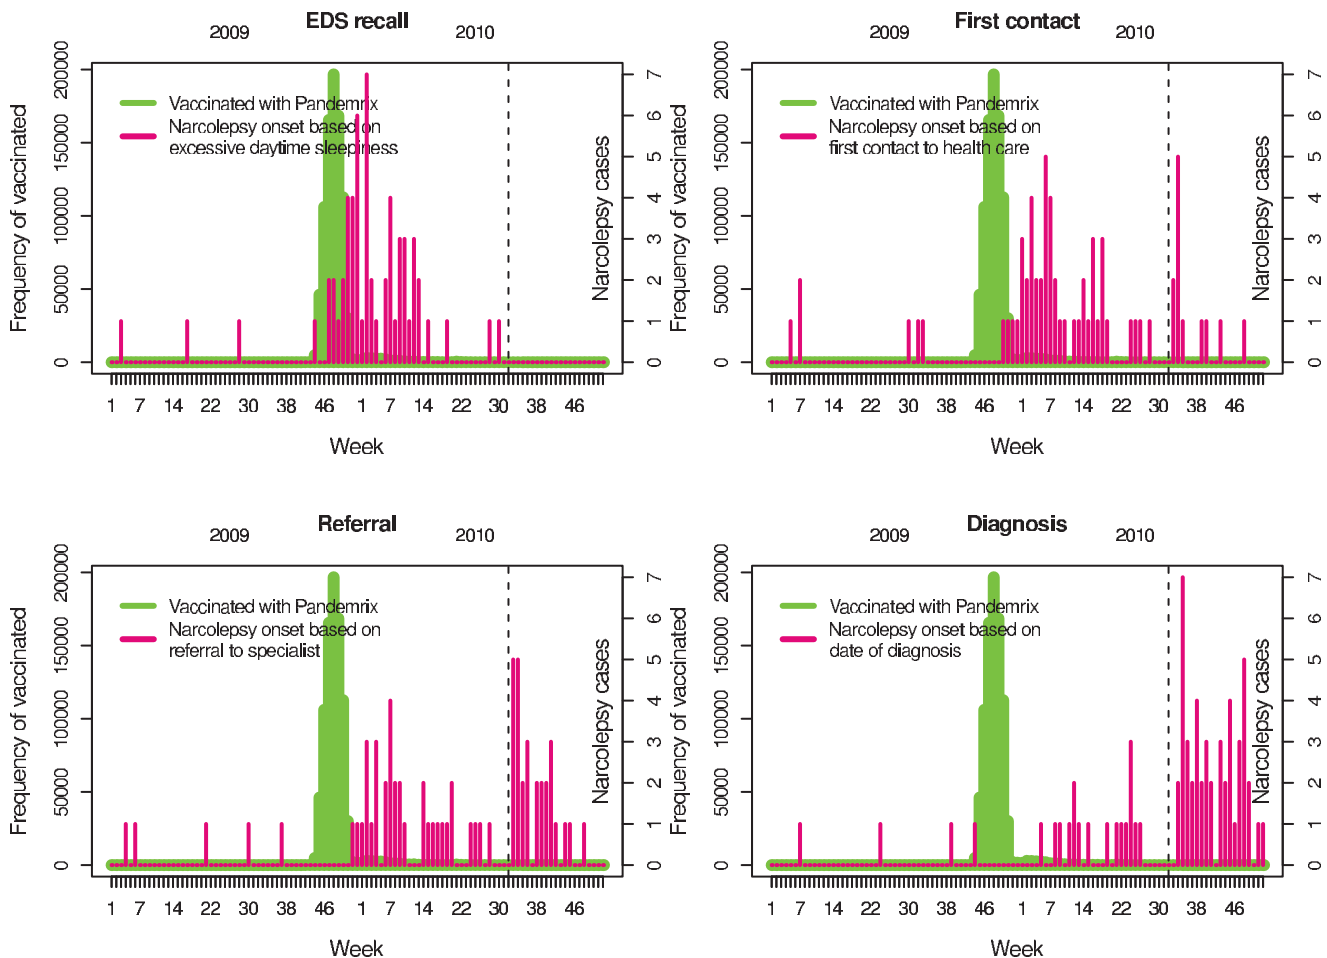 EDS recall
2009 2010
Frequency of vaccinated
0 50000 100000 150000 200000
Vaccinated with Pandemrix
Narcolepsy onset based on
excessive daytime sleepiness
Narcolepsy cases
0 1 2 3 4 5 6 7
1 7 14 22 30 38 46 1 7 14 22 30 38 46
Week
First contact
2009 2010
Frequency of vaccinated
0 50000 100000 150000 200000
Vaccinated with Pandemrix
Narcolepsy onset based on
first contact to health care
Narcolepsy cases
0 1 2 3 4 5 6 7
1 7 14 22 30 38 46 1 7 14 22 30 38 46
Week
Referral
2009 2010
Frequency of vaccinated
0 50000 100000 150000 200000
Vaccinated with Pandemrix
Narcolepsy onset based on
referral to specialist
Narcolepsy cases
0 1 2 3 4 5 6 7
1 7 14 22 30 38 46 1 7 14 22 30 38 46
Week
Diagnosis
2009 2010
Frequency of vaccinated
0 50000 100000 150000 200000
Vaccinated with Pandemrix
Narcolepsy onset based on
date of diagnosis
Narcolepsy cases
0 1 2 3 4 5 6 7
1 7 14 22 30 38 46 1 7 14 22 30 38 46
Week